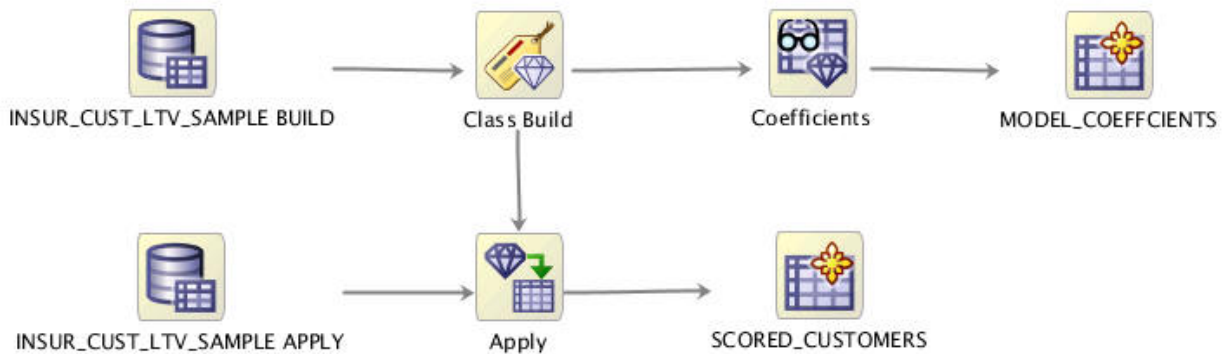 INSUR_CUST_LTV_SAMPLE BUILD
Class Build
Coefficients
MODEL_COEFFCIENTS
INSUR_CUST_LTV_SAMPLE APPLY
Apply
SCORED_CUSTOMERS